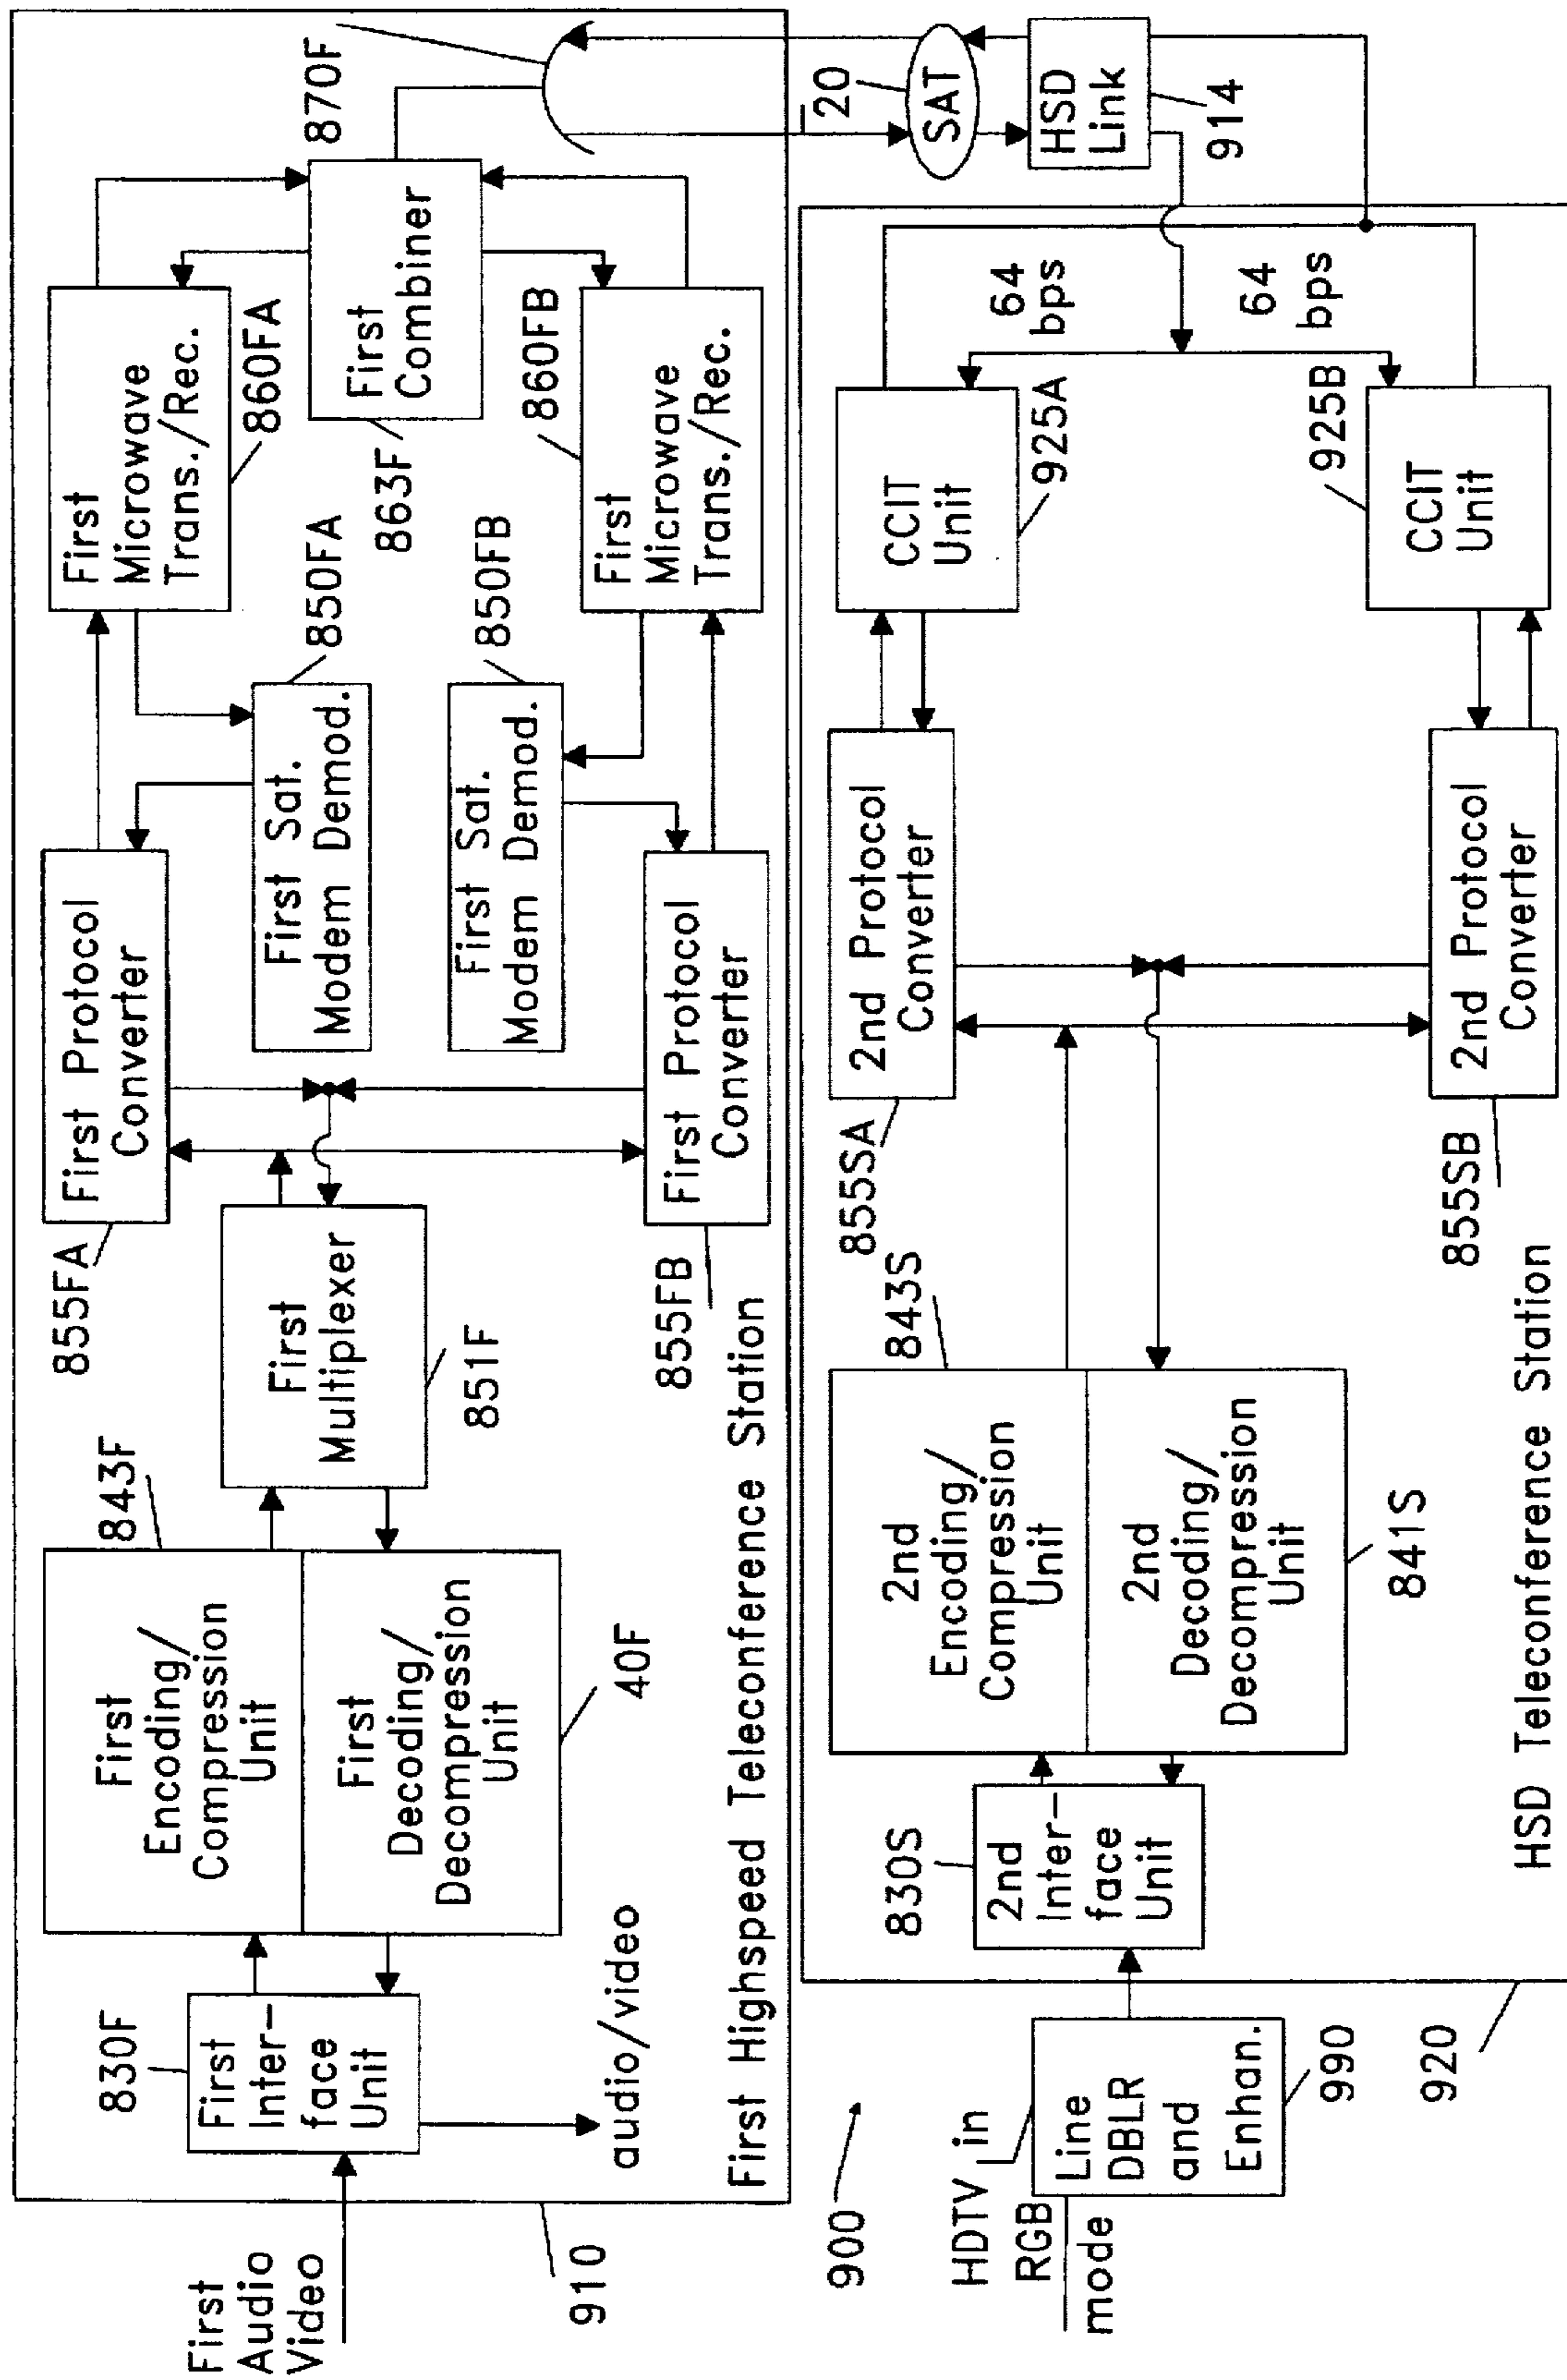 First
Audio
Video
910
830F
First
Inter-
face
Unit
audio/video
843F
First
Encoding/
Compression
Unit
First
Decoding/
Decompression
Unit
40F
First
Multiplexer
851F
855FA
First Protocol
Converter
First Sat.
Modem Demod.
850FA
First Sat.
Modem Demod.
850FB
First Protocol
Converter
855FB
First
Microwave
Trans./Rec.
860FA
First
Combiner
863F
870F
First
Microwave
Trans./Rec.
860FB
First Highspeed Teleconference Station
20
SAT
HSD
Link
914
900
HDTV in
RGB
mode
Line
DBLR
and
Enhan.
990
920
830S
2nd
Inter-
face
Unit
843S
2nd
Encoding/
Compression
Unit
2nd
Decoding/
Decompression
Unit
841S
855SA
2nd Protocol
Converter
2nd Protocol
Converter
855SB
CCIT
Unit
925A
64
bps
64
bps
CCIT
Unit
925B
HSD Teleconference Station